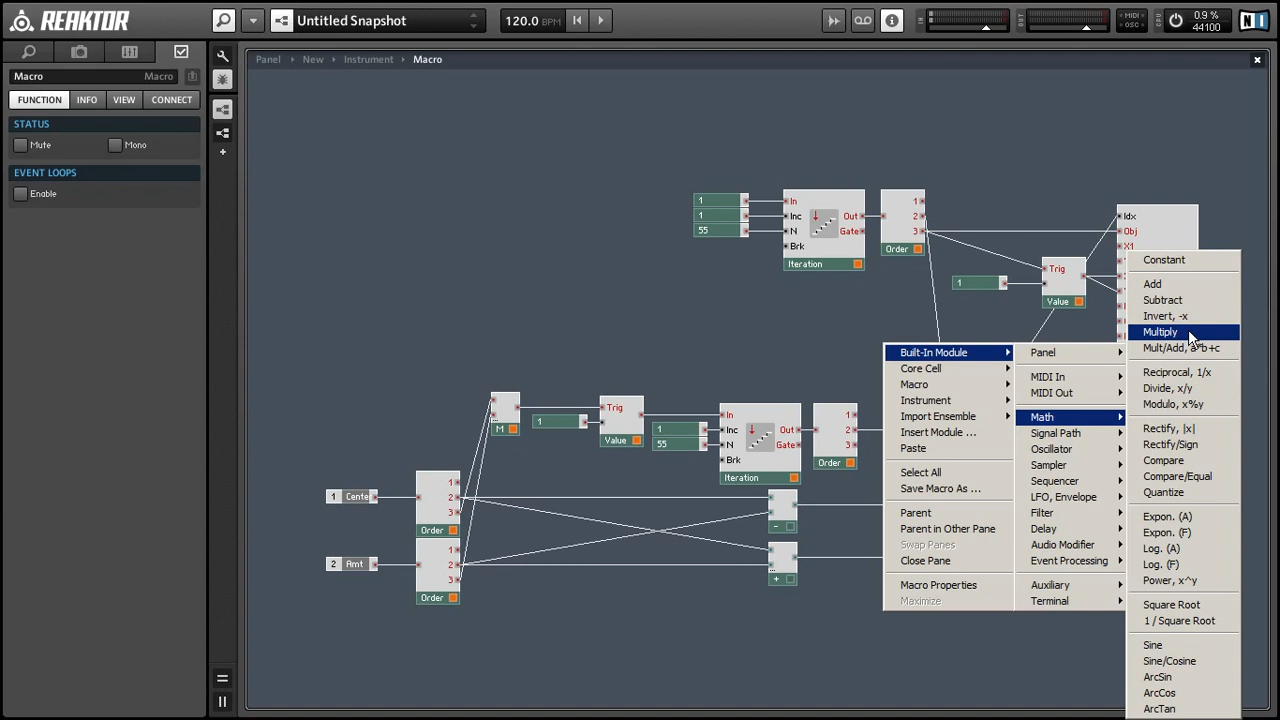 REAKTOR
Untitled Snapshot
120.0 BPM
i
IN
OUT
MIDI
OSC
CPU
0.9 %
44100
NI
Macro
Macro
FUNCTION
INFO
VIEW
CONNECT
STATUS
Mute
Mono
EVENT LOOPS
Enable
Panel
New
Instrument
Macro
1
1
55
In
Inc
N
Brk
Out
Gate
Iteration
1
2
3
Order
1
Trig
Value
Idx
Obj
X1
M
1
Trig
Value
1
55
In
Inc
N
Brk
Out
Gate
Iteration
1
2
3
Order
1 Cente
1
2
3
Order
2 Amt
1
2
3
Order
-
+
Built-In Module
Core Cell
Macro
Instrument
Import Ensemble
Insert Module ...
Paste
Select All
Save Macro As ...
Parent
Parent in Other Pane
Swap Panes
Close Pane
Macro Properties
Maximize
Panel
MIDI In
MIDI Out
Math
Signal Path
Oscillator
Sampler
Sequencer
LFO, Envelope
Filter
Delay
Audio Modifier
Event Processing
Auxiliary
Terminal
Constant
Add
Subtract
Invert, -x
Multiply
Mult/Add, a*b+c
Reciprocal, 1/x
Divide, x/y
Modulo, x%y
Rectify, |x|
Rectify/Sign
Compare
Compare/Equal
Quantize
Expon. (A)
Expon. (F)
Log. (A)
Log. (F)
Power, x^y
Square Root
1 / Square Root
Sine
Sine/Cosine
ArcSin
ArcCos
ArcTan